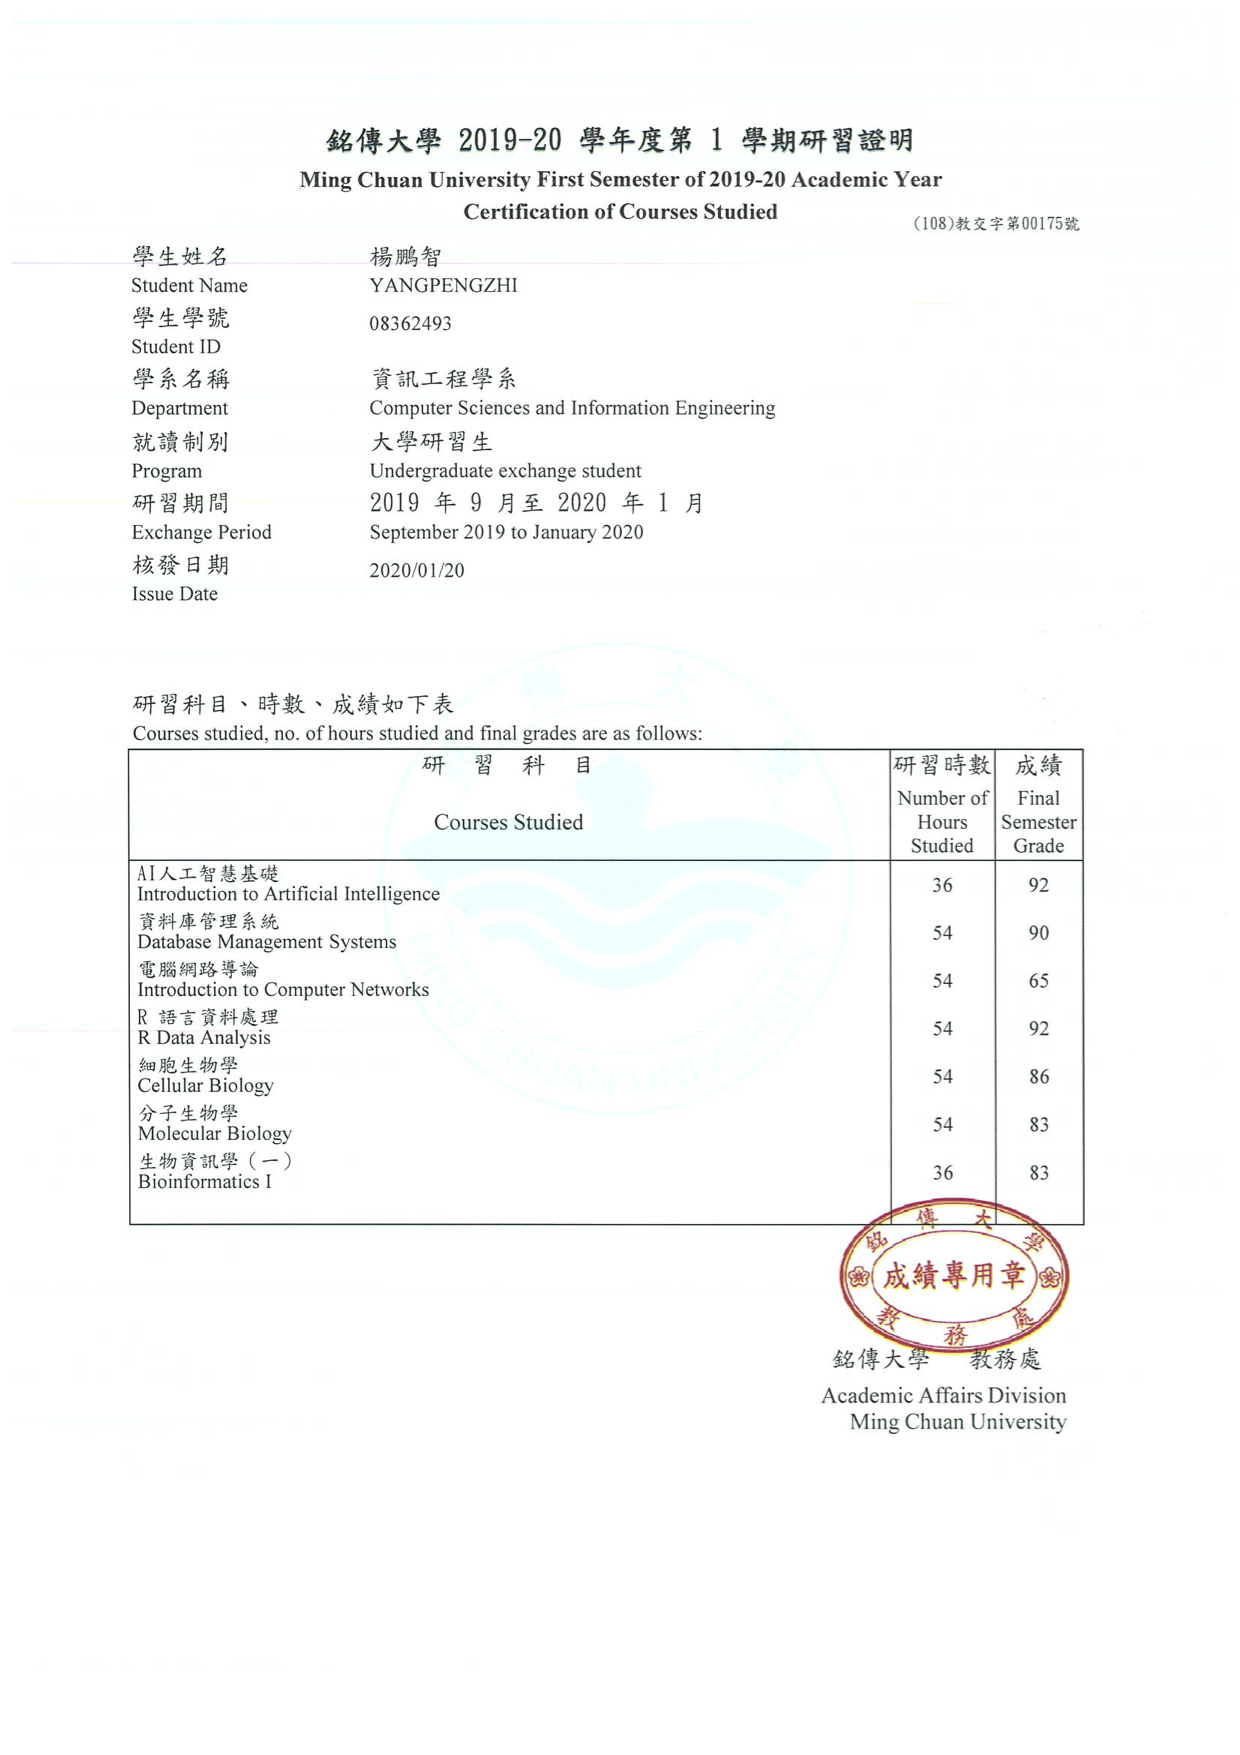 銘傳大學 2019-20 學年度第 1 學期研習證明
Ming Chuan University First Semester of 2019-20 Academic Year
Certification of Courses Studied
(108)教交字第00175號
學生姓名 楊鵬智
Student Name YANGPENGZHI
學生學號 08362493
Student ID
學系名稱 資訊工程學系
Department Computer Sciences and Information Engineering
就讀制別 大學研習生
Program Undergraduate exchange student
研習期間 2019 年 9 月至 2020 年 1 月
Exchange Period September 2019 to January 2020
核發日期 2020/01/20
Issue Date
研習科目、時數、成績如下表
Courses studied, no. of hours studied and final grades are as follows:
研 習 科 目 研習時數 成績
Courses Studied Number of Hours Studied Final Semester Grade
AI人工智慧基礎
Introduction to Artificial Intelligence 36 92
資料庫管理系統
Database Management Systems 54 90
電腦網路導論
Introduction to Computer Networks 54 65
R 語言資料處理
R Data Analysis 54 92
細胞生物學
Cellular Biology 54 86
分子生物學
Molecular Biology 54 83
生物資訊學（一）
Bioinformatics I 36 83
銘傳大學
MING CHUAN UNIVERSITY
銘傳大學
成績專用章
教務處
銘傳大學 教務處
Academic Affairs Division
Ming Chuan University